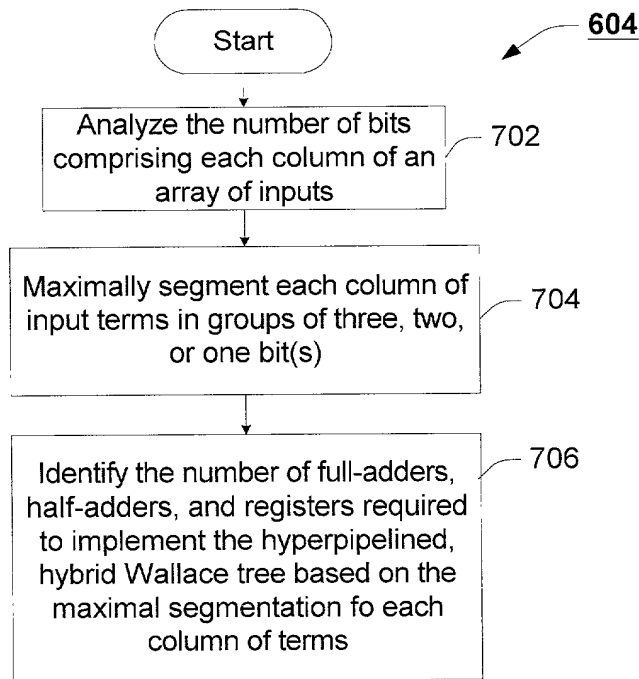 604
Start
Analyze the number of bits
comprising each column of an
array of inputs
702
Maximally segment each column of
input terms in groups of three, two,
or one bit(s)
704
Identify the number of full-adders,
half-adders, and registers required
to implement the hyperpipelined,
hybrid Wallace tree based on the
maximal segmentation fo each
column of terms
706